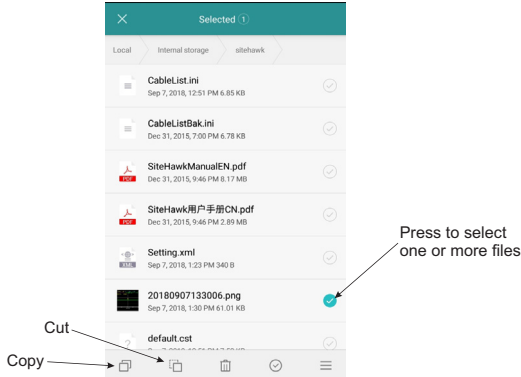 Selected 1
Local Internal storage sitehawk
CableList.ini
Sep 7, 2018, 12:51 PM 6.85 KB
CableListBak.ini
Dec 31, 2015, 7:00 PM 6.78 KB
PDF
SiteHawkManualEN.pdf
Dec 31, 2015, 9:46 PM 8.17 MB
PDF
SiteHawk用户手册CN.pdf
Dec 31, 2015, 9:46 PM 2.89 MB
XML
Setting.xml
Sep 7, 2018, 1:23 PM 340 B
Press to select
one or more files
20180907133006.png
Sep 7, 2018, 1:30 PM 61.01 KB
Cut
?
default.cst
Copy